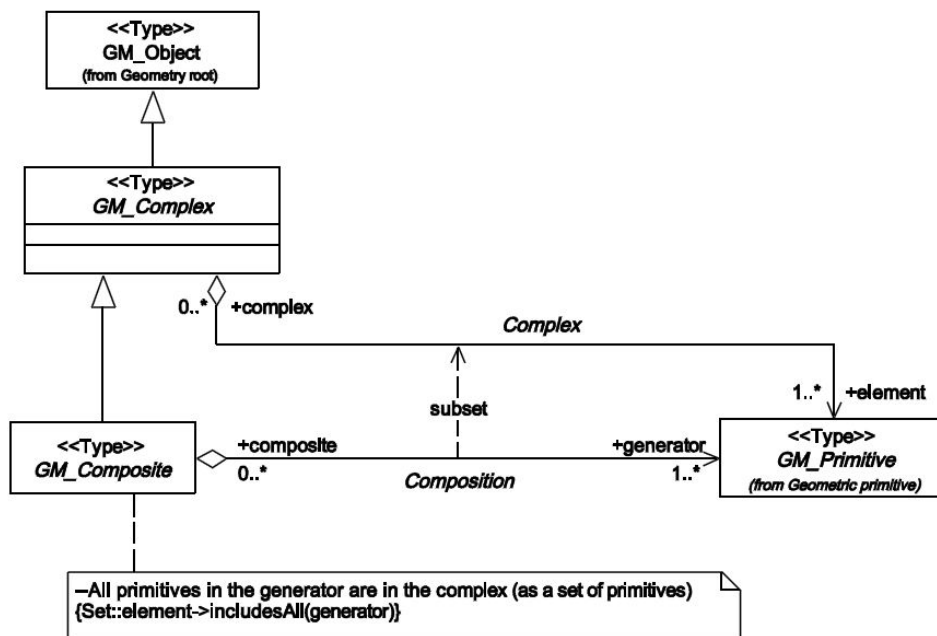 <<Type>>
GM_Object
(from Geometry root)
<<Type>>
GM_Complex
0..* +complex
Complex
1..* +element
subset
<<Type>>
GM_Composite
+composite
0..*
Composition
+generator
1..*
<<Type>>
GM_Primitive
(from Geometric primitive)
--All primitives in the generator are in the complex (as a set of primitives)
{Set::element->includesAll(generator)}